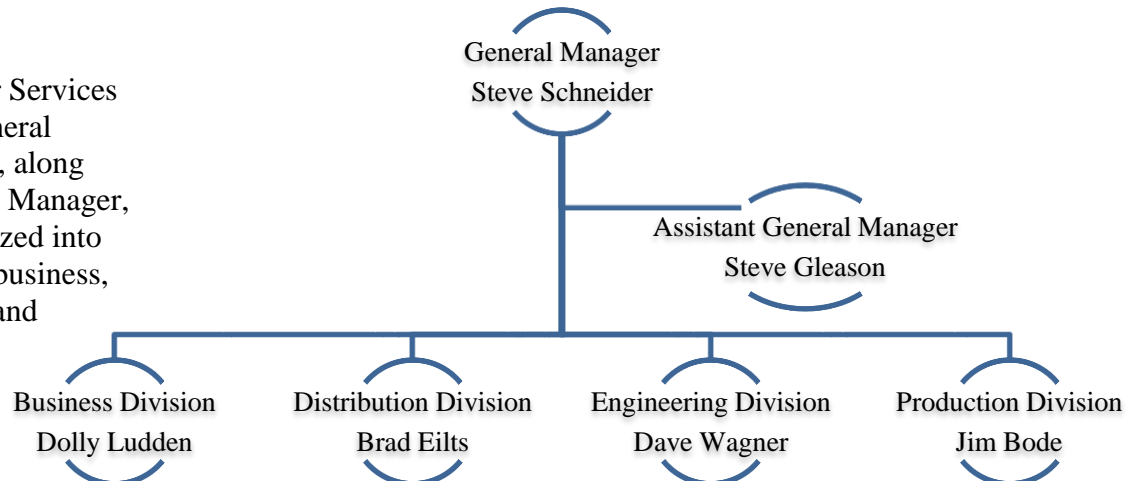 General Manager
Steve Schneider
r Services
neral
, along
Manager,
zed into
business,
and
Assistant General Manager
Steve Gleason
Business Division
Dolly Ludden
Distribution Division
Brad Eilts
Engineering Division
Dave Wagner
Production Division
Jim Bode